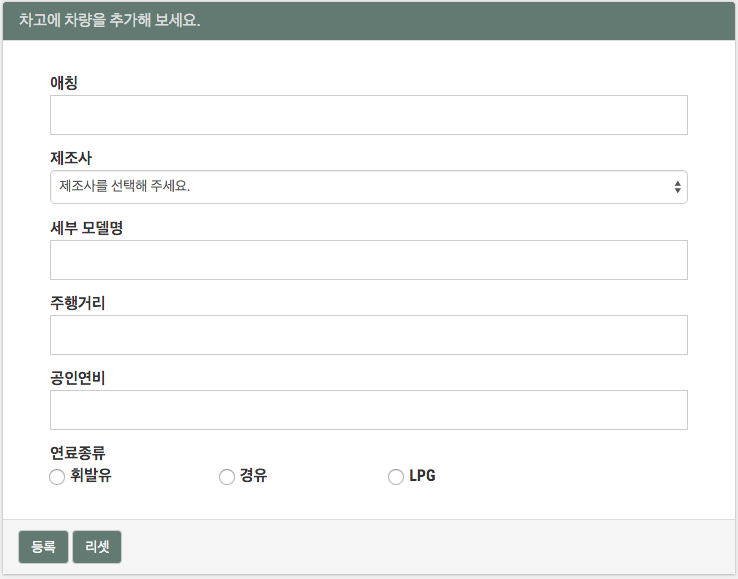 차고에 차량을 추가해 보세요.
애칭
제조사
제조사를 선택해 주세요.
세부 모델명
주행거리
공인연비
연료종류
휘발유 경유 LPG
등록 리셋